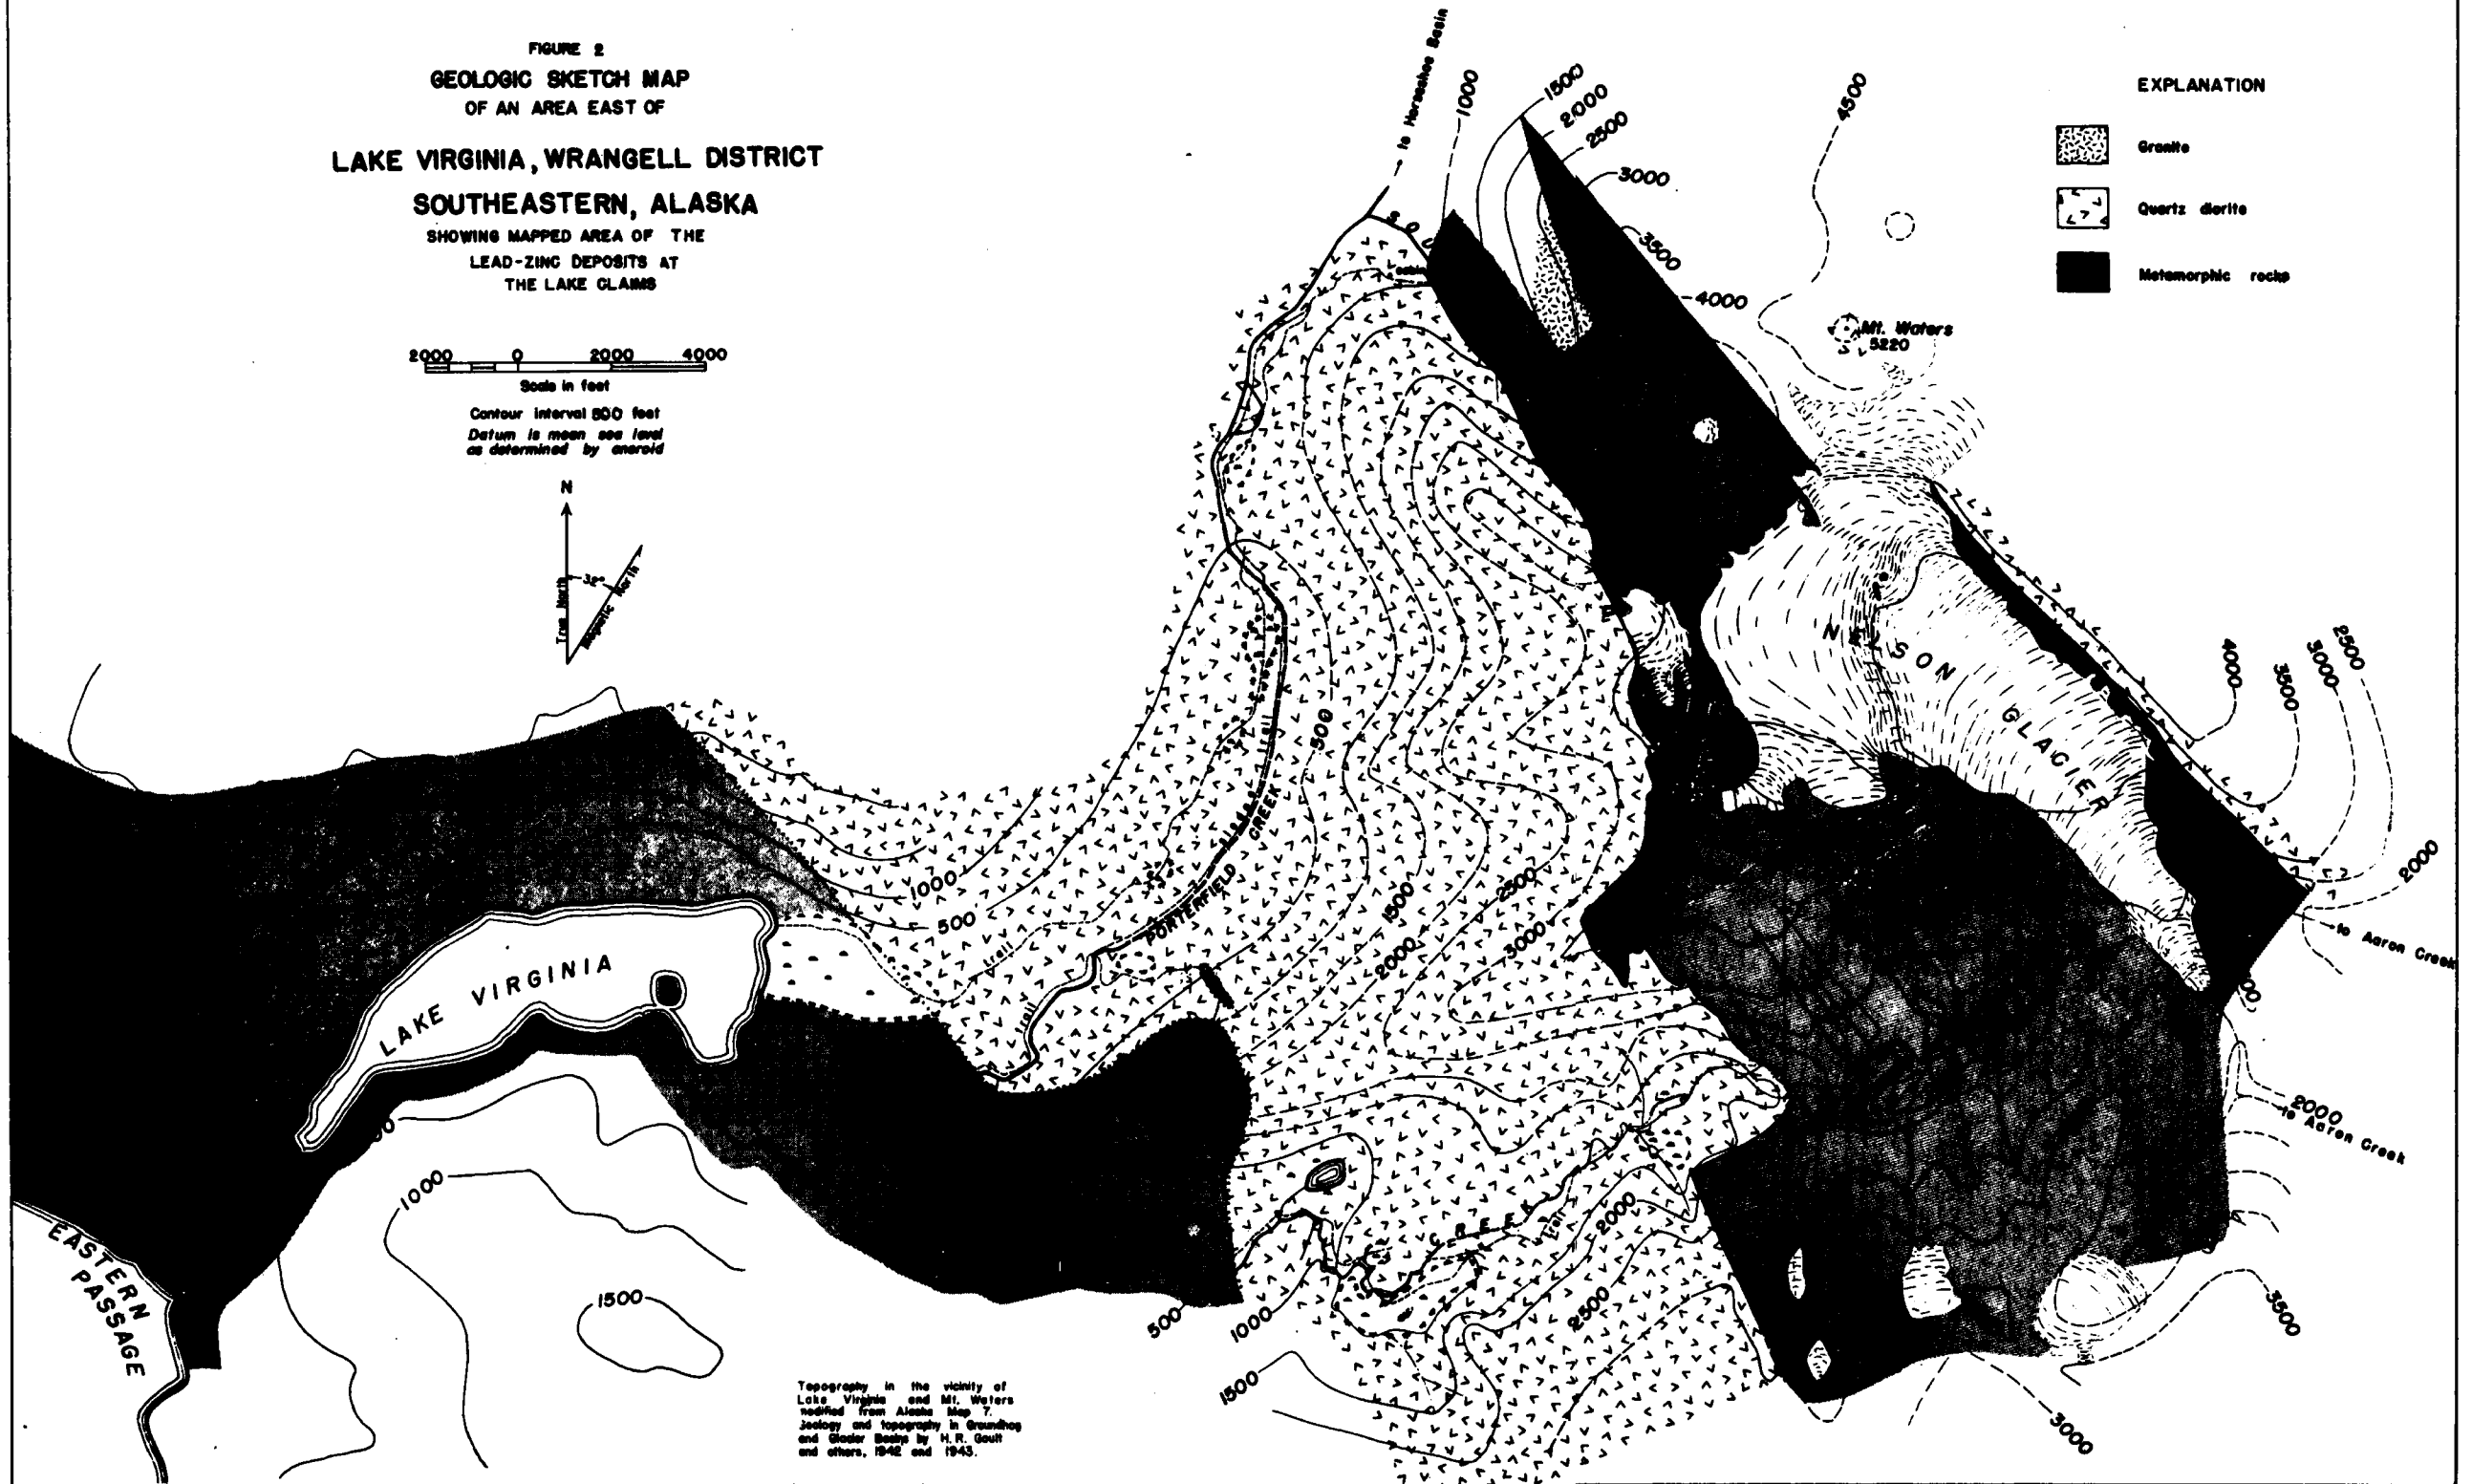 FIGURE 2
GEOLOGIC SKETCH MAP
OF AN AREA EAST OF
LAKE VIRGINIA, WRANGELL DISTRICT
SOUTHEASTERN, ALASKA
SHOWING MAPPED AREA OF THE
LEAD-ZINC DEPOSITS AT
THE LAKE CLAIMS
2000 0 2000 4000
Scale in feet
Contour interval 500 feet
Datum is mean sea level
as determined by aneroid
N
32°
True North
Magnetic North
EXPLANATION
Granite
Quartz diorite
Metamorphic rocks
to Horseshoe Basin
1000
1500
2000
2500
3000
3500
4000
4500
cabin
Mt. Waters
5220
NELSON
GLACIER
4000
3500
3000
2500
2000
to Aaron Creek
2000
to Aaron Creek
3500
3000
500
trail
PORTERFIELD CREEK
1000
500
trail
trail
1500
2000
2500
3000
LAKE VIRGINIA
1000
1500
EASTERN
PASSAGE
CREEK
trail
2000
2500
500
1000
1500
Topography in the vicinity of
Lake Virginia and Mt. Waters
modified from Alaska Map 7.
Geology and topography in Groundhog
and Glacier Basins by H. R. Gault
and others, 1942 and 1943.